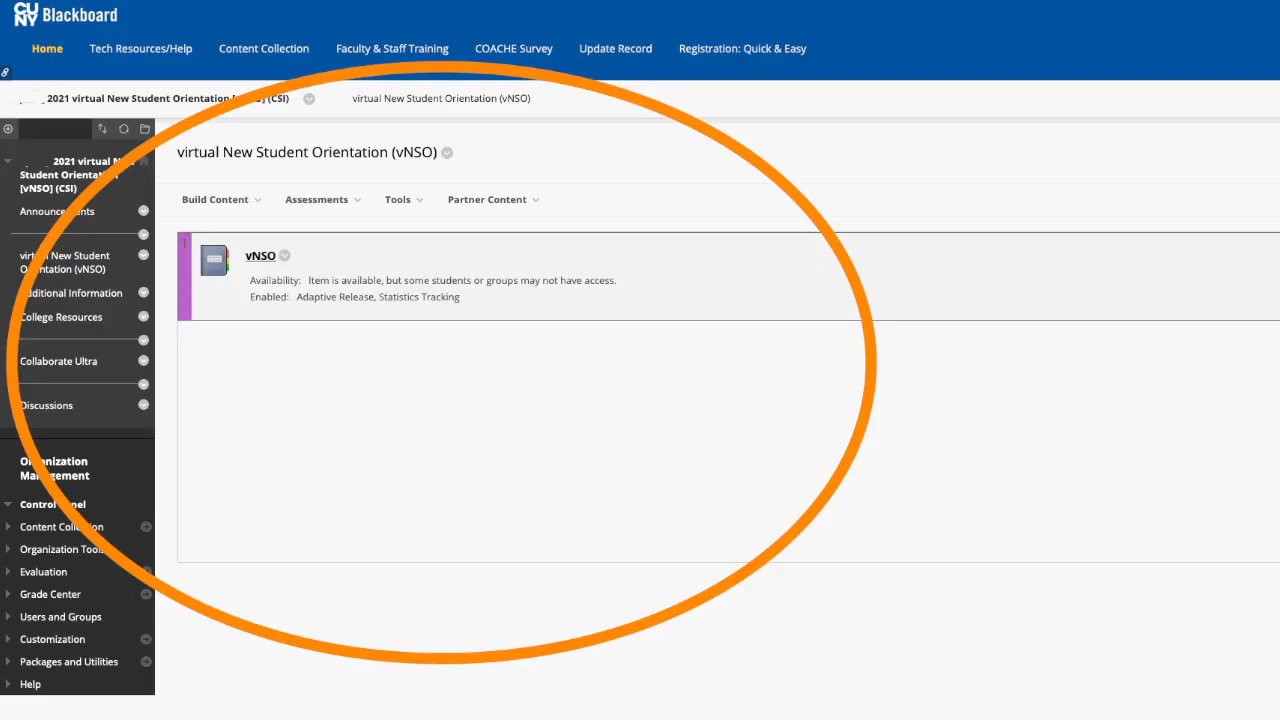 CU
NY Blackboard
Home Tech Resources/Help Content Collection Faculty & Staff Training COACHE Survey Update Record Registration: Quick & Easy
2021 virtual New Student Orientation (CSI) virtual New Student Orientation (vNSO)
virtual New Student Orientation (vNSO)
2021 virtual
Student Orientation
[vNSO] (CSI)
Announcements
virtual New Student
Orientation (vNSO)
Additional Information
College Resources
Collaborate Ultra
Discussions
Build Content Assessments Tools Partner Content
vNSO
Availability: Item is available, but some students or groups may not have access.
Enabled: Adaptive Release, Statistics Tracking
Organization
Management
Control Panel
Content Collection
Organization Tools
Evaluation
Grade Center
Users and Groups
Customization
Packages and Utilities
Help